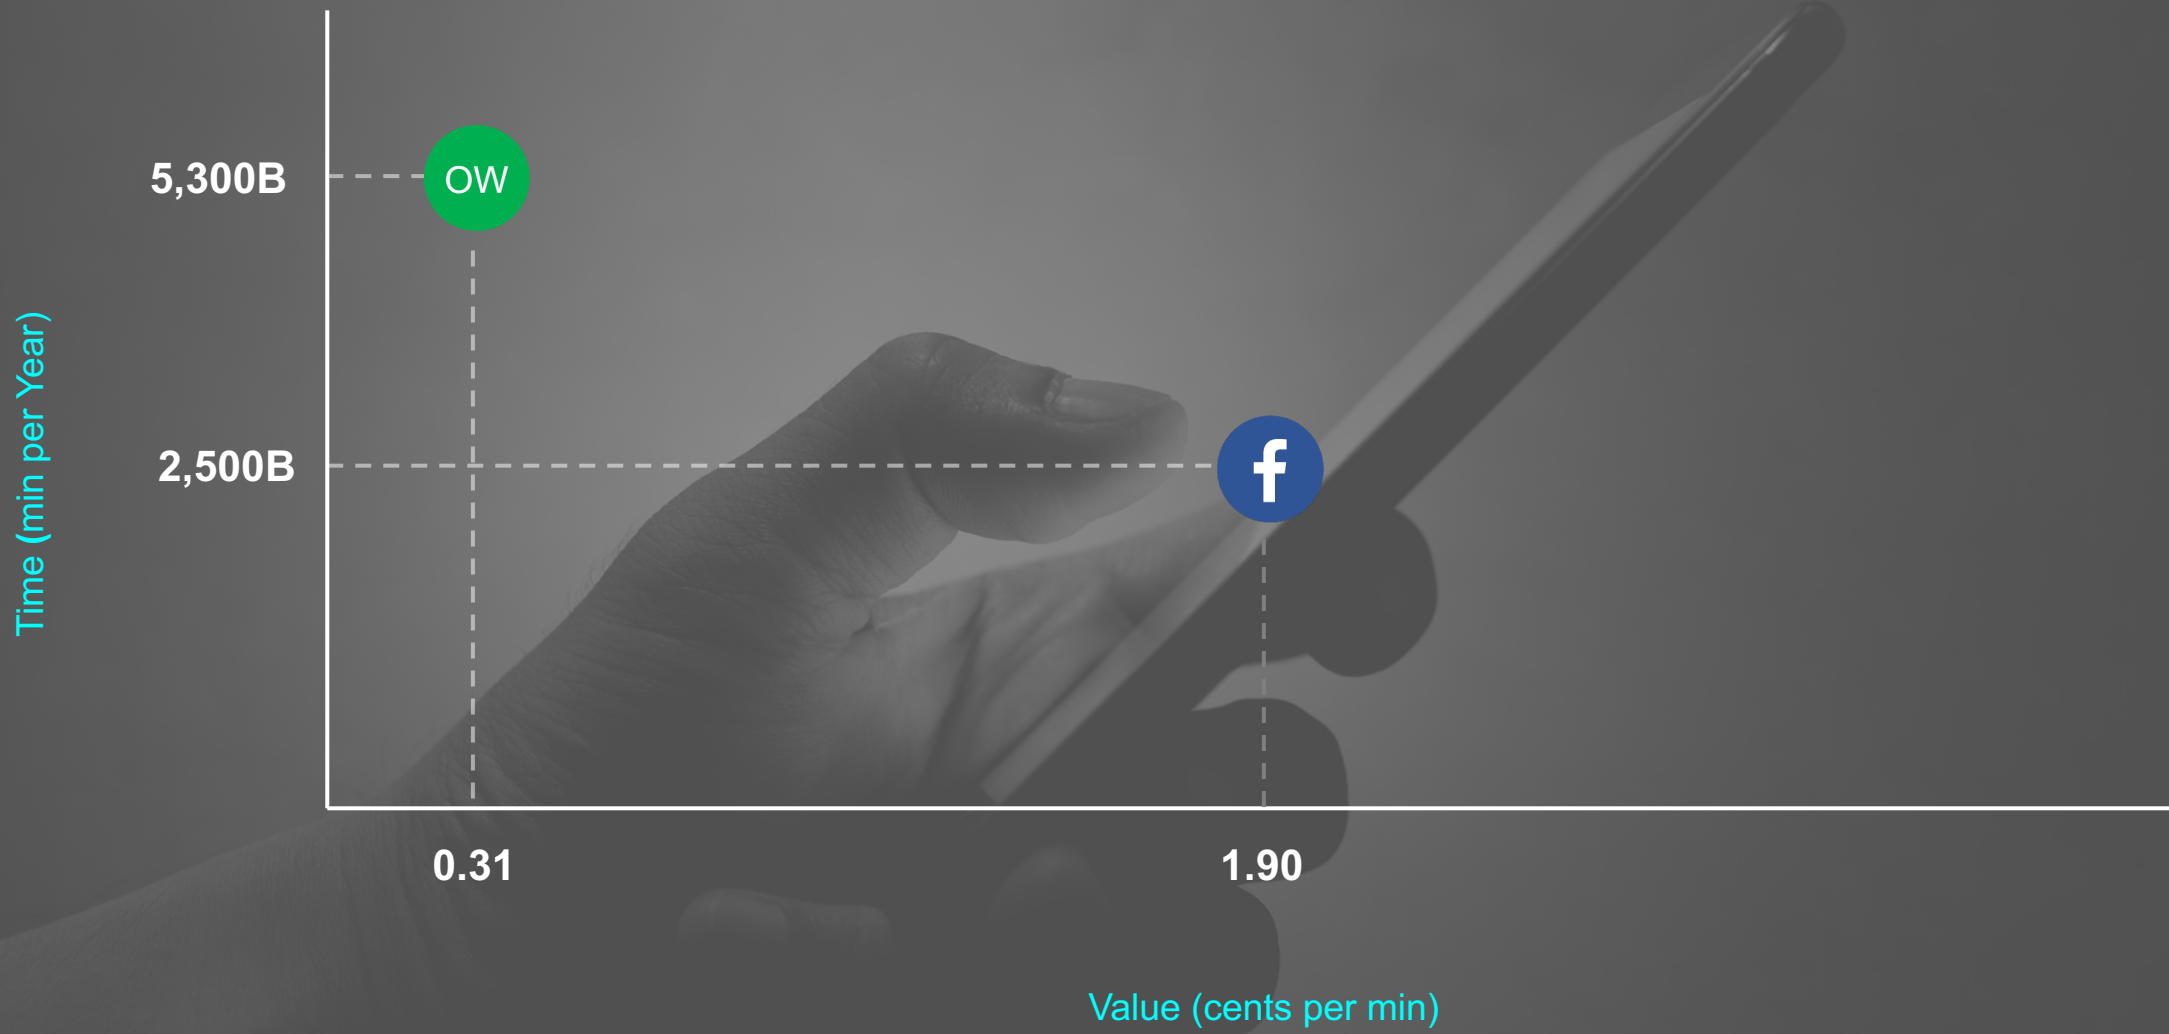 5,300B
OW
2,500B
f
Time (min per Year)
0.31
1.90
Value (cents per min)